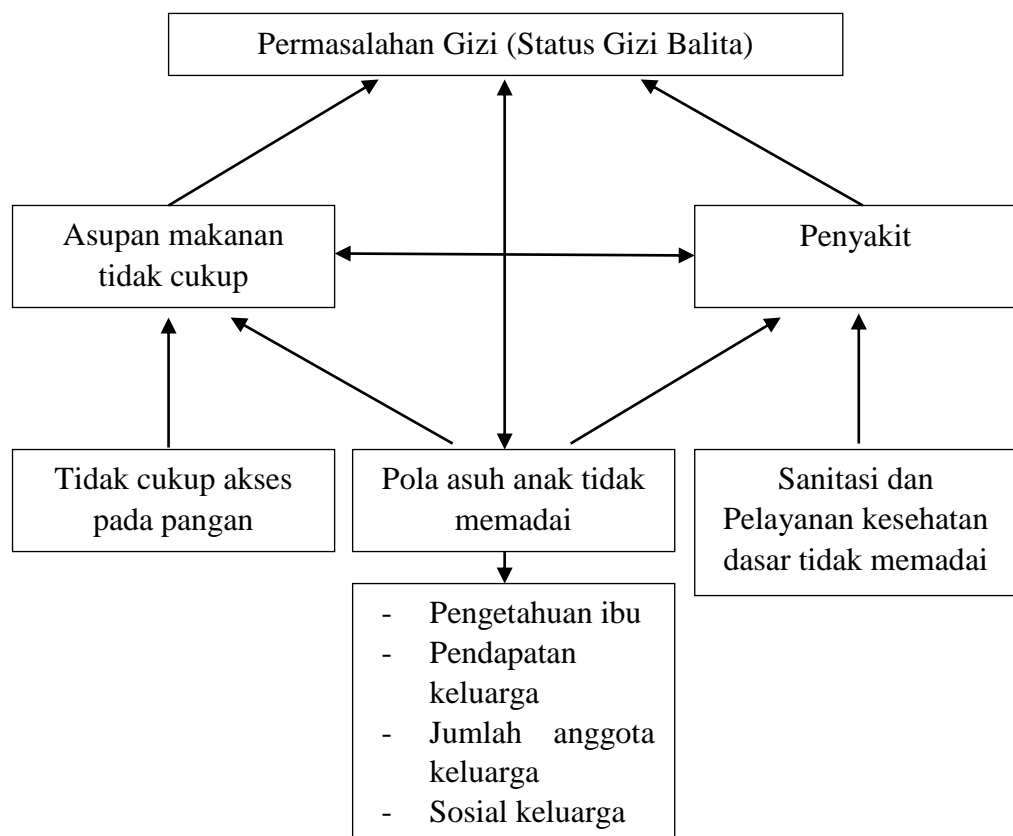 Permasalahan Gizi (Status Gizi Balita)
Asupan makanan
tidak cukup
Penyakit
Tidak cukup akses
pada pangan
Pola asuh anak tidak
memadai
Sanitasi dan
Pelayanan kesehatan
dasar tidak memadai
- Pengetahuan ibu
- Pendapatan
keluarga
- Jumlah anggota
keluarga
- Sosial keluarga